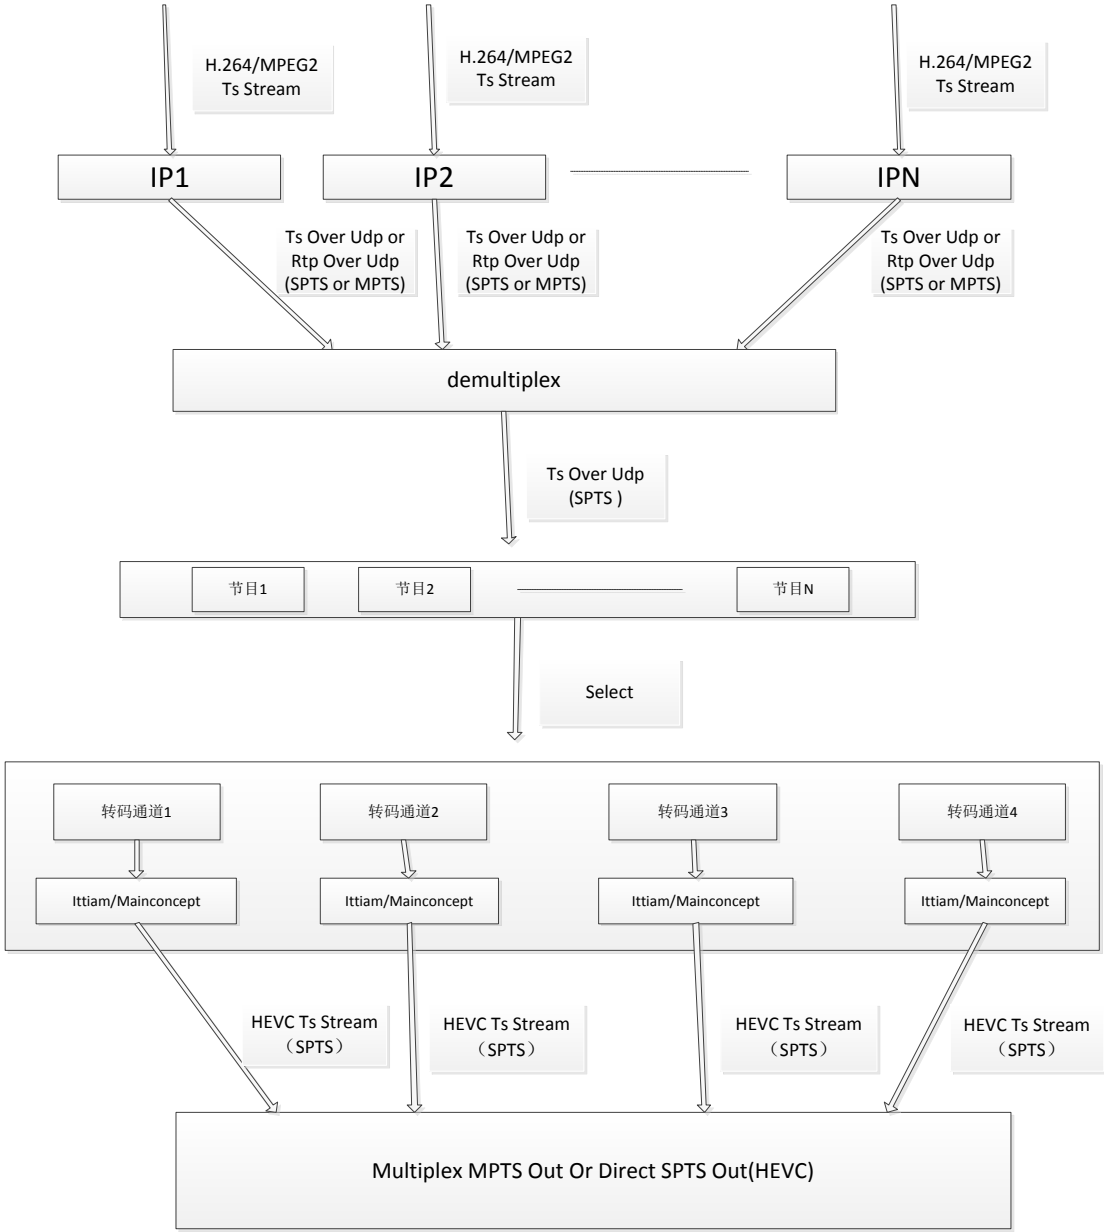 H.264/MPEG2
Ts Stream
H.264/MPEG2
Ts Stream
H.264/MPEG2
Ts Stream
IP1
IP2
IPN
Ts Over Udp or
Rtp Over Udp
(SPTS or MPTS)
Ts Over Udp or
Rtp Over Udp
(SPTS or MPTS)
Ts Over Udp or
Rtp Over Udp
(SPTS or MPTS)
demultiplex
Ts Over Udp
(SPTS )
节目1
节目2
节目N
Select
转码通道1
转码通道2
转码通道3
转码通道4
Ittiam/Mainconcept
Ittiam/Mainconcept
Ittiam/Mainconcept
Ittiam/Mainconcept
HEVC Ts Stream
（SPTS）
HEVC Ts Stream
（SPTS）
HEVC Ts Stream
（SPTS）
HEVC Ts Stream
（SPTS）
Multiplex MPTS Out Or Direct SPTS Out(HEVC)